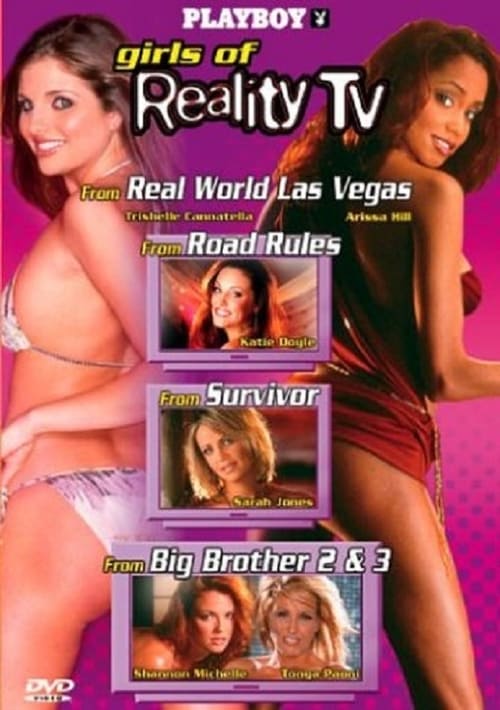 PLAYBOY
girls of
Reality TV
From Real World Las Vegas
Trishelle Cannatella Arissa Hill
From Road Rules
Katie Doyle
From Survivor
Sarah Jones
From Big Brother 2 & 3
Shannon Michelle Tonya Paoni
DVD
VIDEO